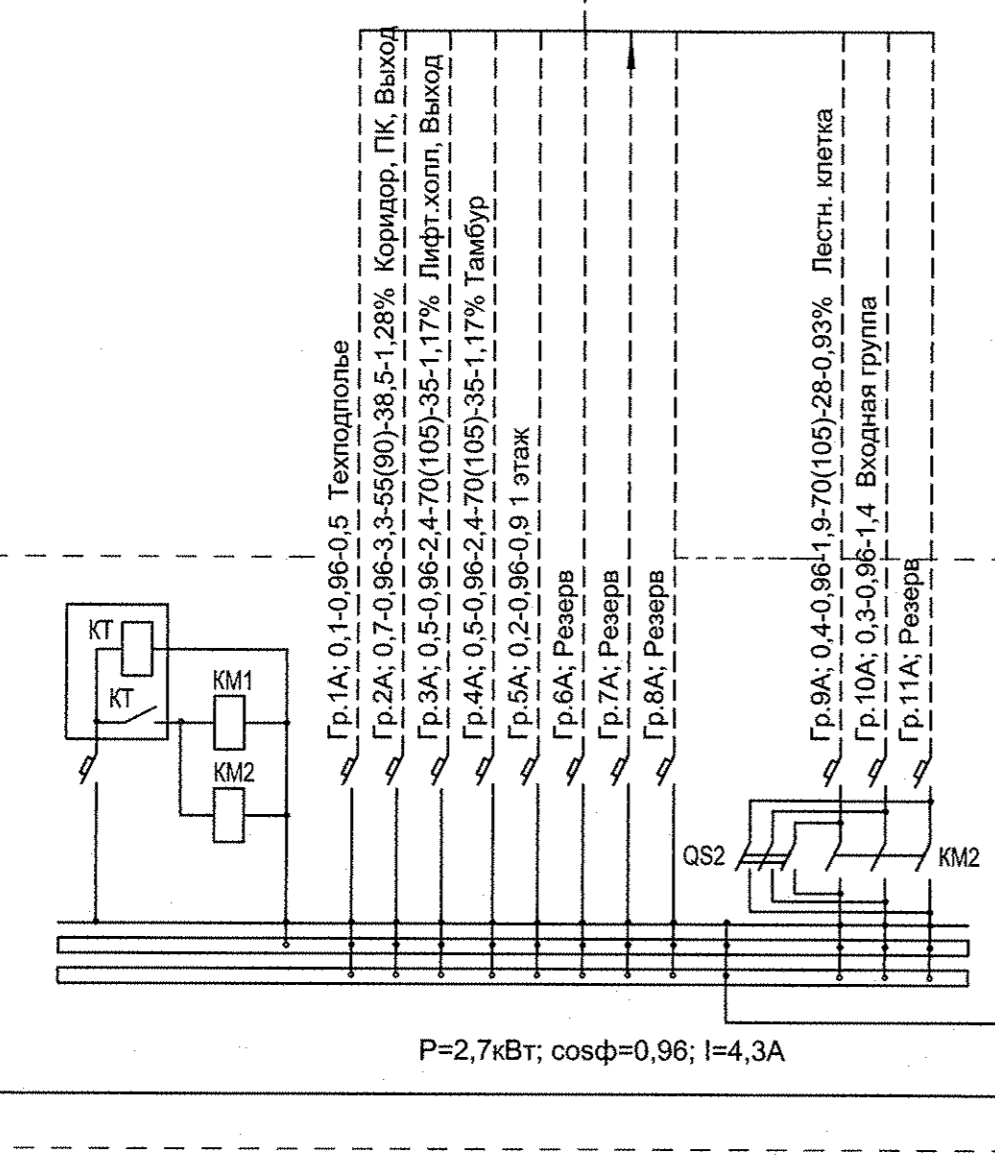 Гр.1А; 0,1-0,96-0,5 Техподполье
Гр.2А; 0,7-0,96-3,3-55(90)-38,5-1,28% Коридор, ПК, Выход
Гр.3А; 0,5-0,96-2,4-70(105)-35-1,17% Лифт.холл, Выход
Гр.4А; 0,5-0,96-2,4-70(105)-35-1,17% Тамбур
Гр.5А; 0,2-0,96-0,9 1 этаж
Гр.6А; Резерв
Гр.7А; Резерв
Гр.8А; Резерв
Гр.9А; 0,4-0,96-1,9-70(105)-28-0,93% Лестн. клетка
Гр.10А; 0,3-0,96-1,4 Входная группа
Гр.11А; Резерв
КТ
КТ
КМ1
КМ2
QS2
КМ2
Р=2,7кВт; cosф=0,96; I=4,3А